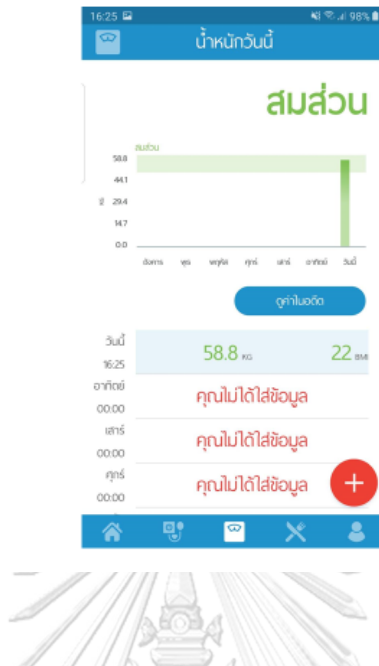 16:25 98%
น้ำหนักวันนี้
สมส่วน
สมส่วน
58.8
44.1
กก. 29.4
14.7
0.0
อังคาร พุธ พฤหัส ศุกร์ เสาร์ อาทิตย์ วันนี้
ดูค่าในอดีต
วันนี้
16:25 58.8 KG 22 BMI
อาทิตย์
00:00 คุณไม่ได้ใส่ข้อมูล
เสาร์
00:00 คุณไม่ได้ใส่ข้อมูล
ศุกร์
00:00 คุณไม่ได้ใส่ข้อมูล
+